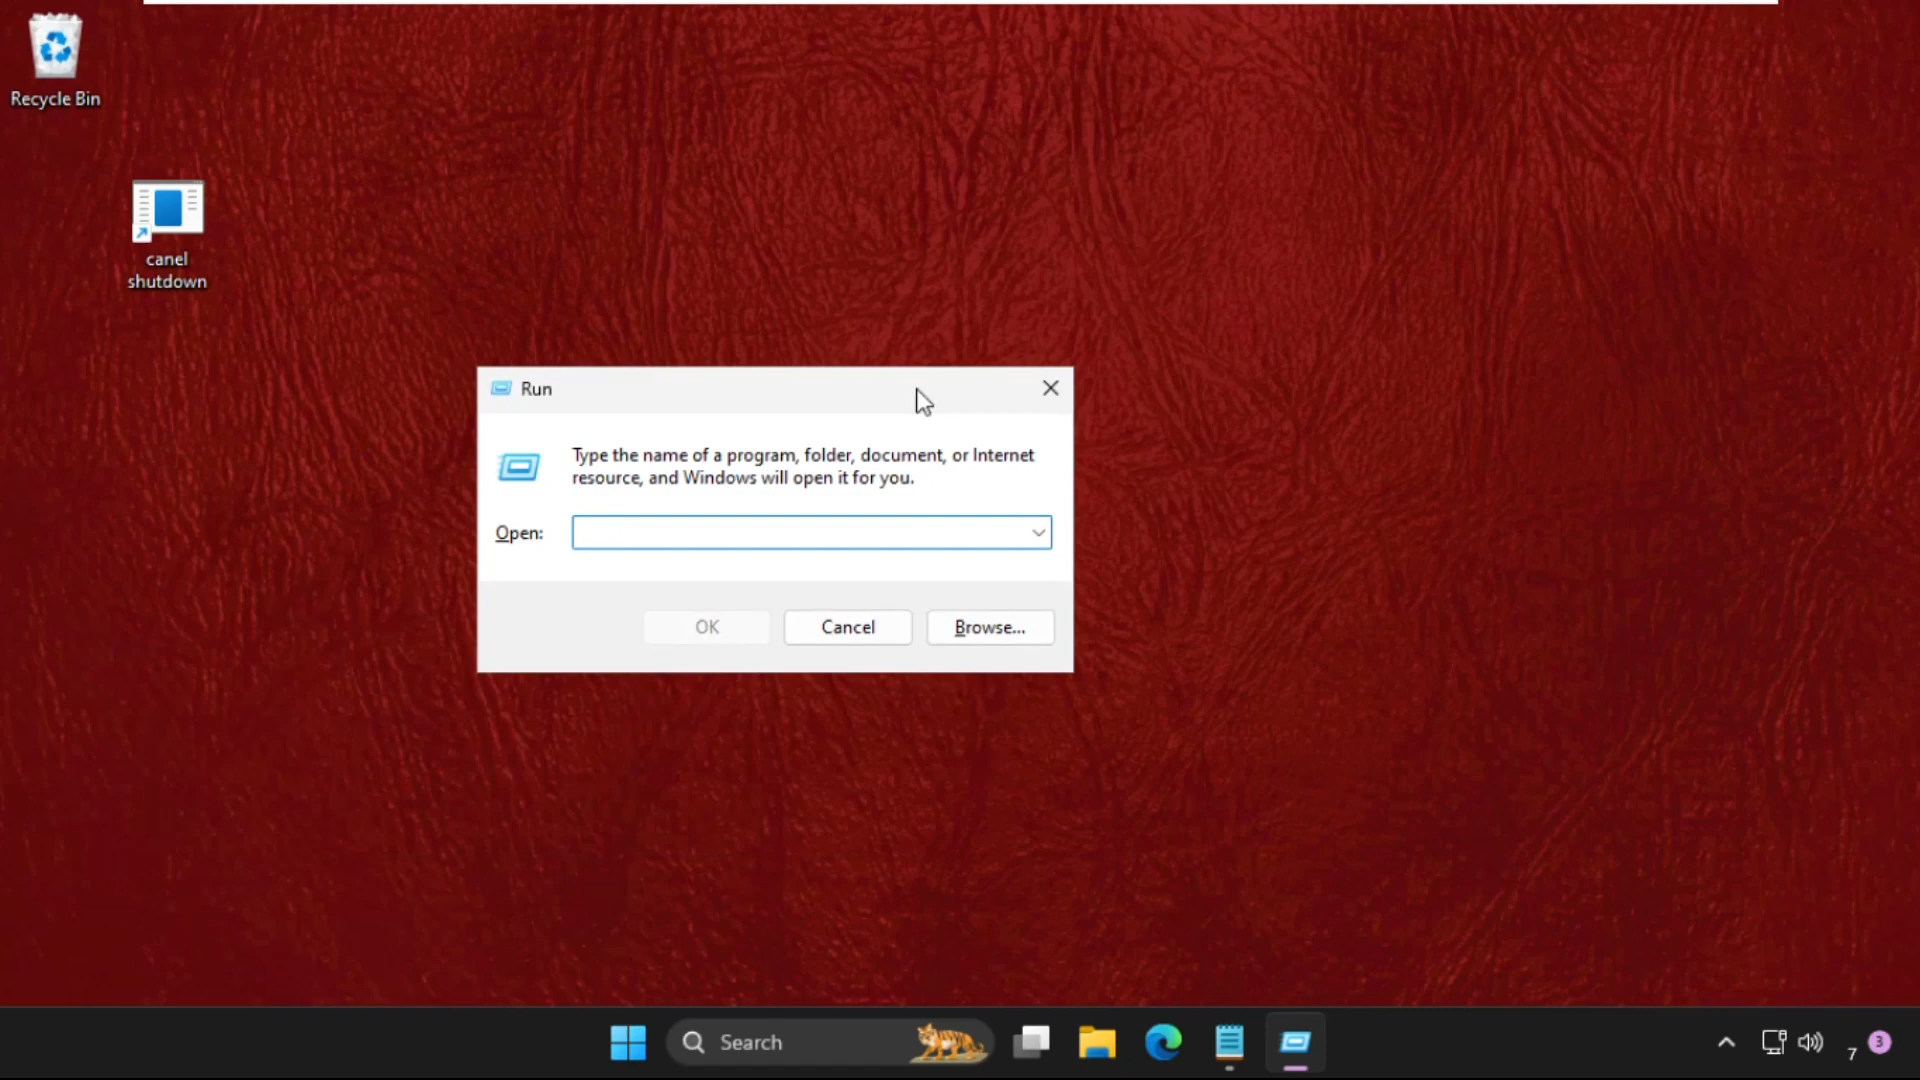 Recycle Bin
canel
shutdown
Run
Type the name of a program, folder, document, or Internet
resource, and Windows will open it for you.
Open:
OK
Cancel
Browse...
Search
7
3